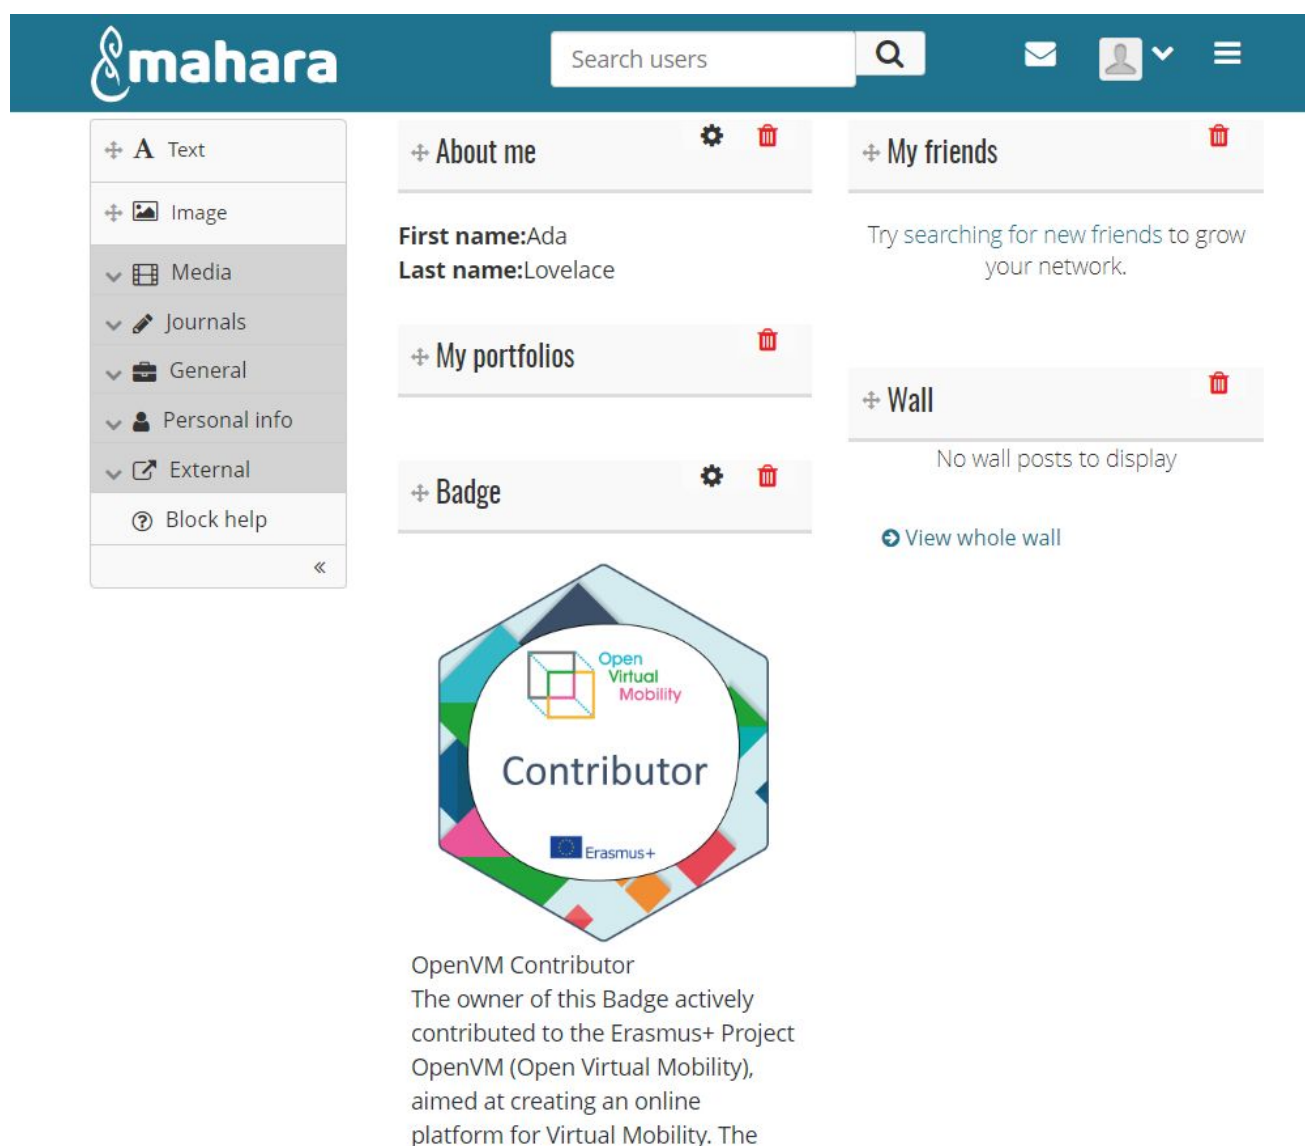 mahara
Search users
Text
Image
Media
Journals
General
Personal info
External
Block help
«
About me
First name:Ada
Last name:Lovelace
My portfolios
Badge
Open
Virtual
Mobility
Contributor
Erasmus+
OpenVM Contributor
The owner of this Badge actively
contributed to the Erasmus+ Project
OpenVM (Open Virtual Mobility),
aimed at creating an online
platform for Virtual Mobility. The
My friends
Try searching for new friends to grow
your network.
Wall
No wall posts to display
View whole wall